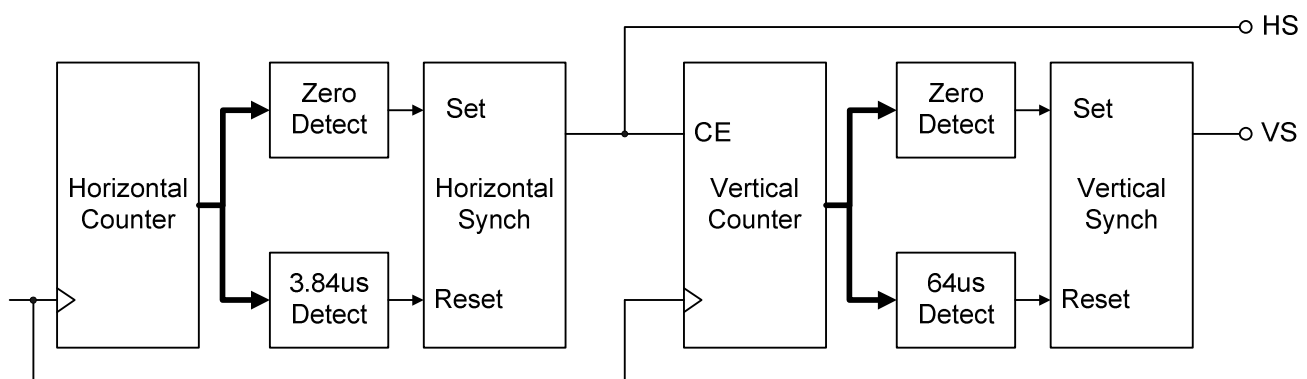 HS
Zero
Detect
Set
Zero
Detect
Set
CE
VS
Horizontal
Counter
Horizontal
Synch
Vertical
Counter
Vertical
Synch
3.84us
Detect
Reset
64us
Detect
Reset